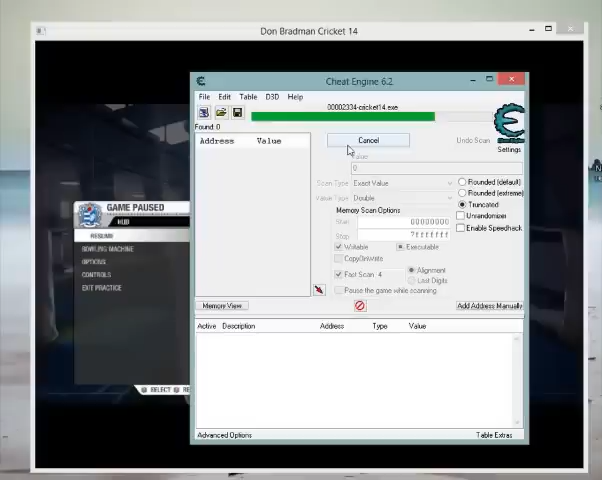 Don Bradman Cricket 14
Cheat Engine 6.2
File Edit Table D3D Help
00002334-cricket14.exe
Found: 0
Address Value
Cancel
Undo Scan
Settings
Value:
0
Scan Type Exact Value
Value Type Double
Rounded (default)
Rounded (extreme)
Truncated
Memory Scan Options
Start 00000000
Stop 7fffffff
Unrandomizer
Enable Speedhack
Writable Executable
CopyOnWrite
Fast Scan 4
Alignment
Last Digits
Pause the game while scanning
Memory View
Add Address Manually
Active Description Address Type Value
Advanced Options
Table Extras
GAME PAUSED
HUB
RESUME
BOWLING MACHINE
OPTIONS
CONTROLS
EXIT PRACTICE
SELECT